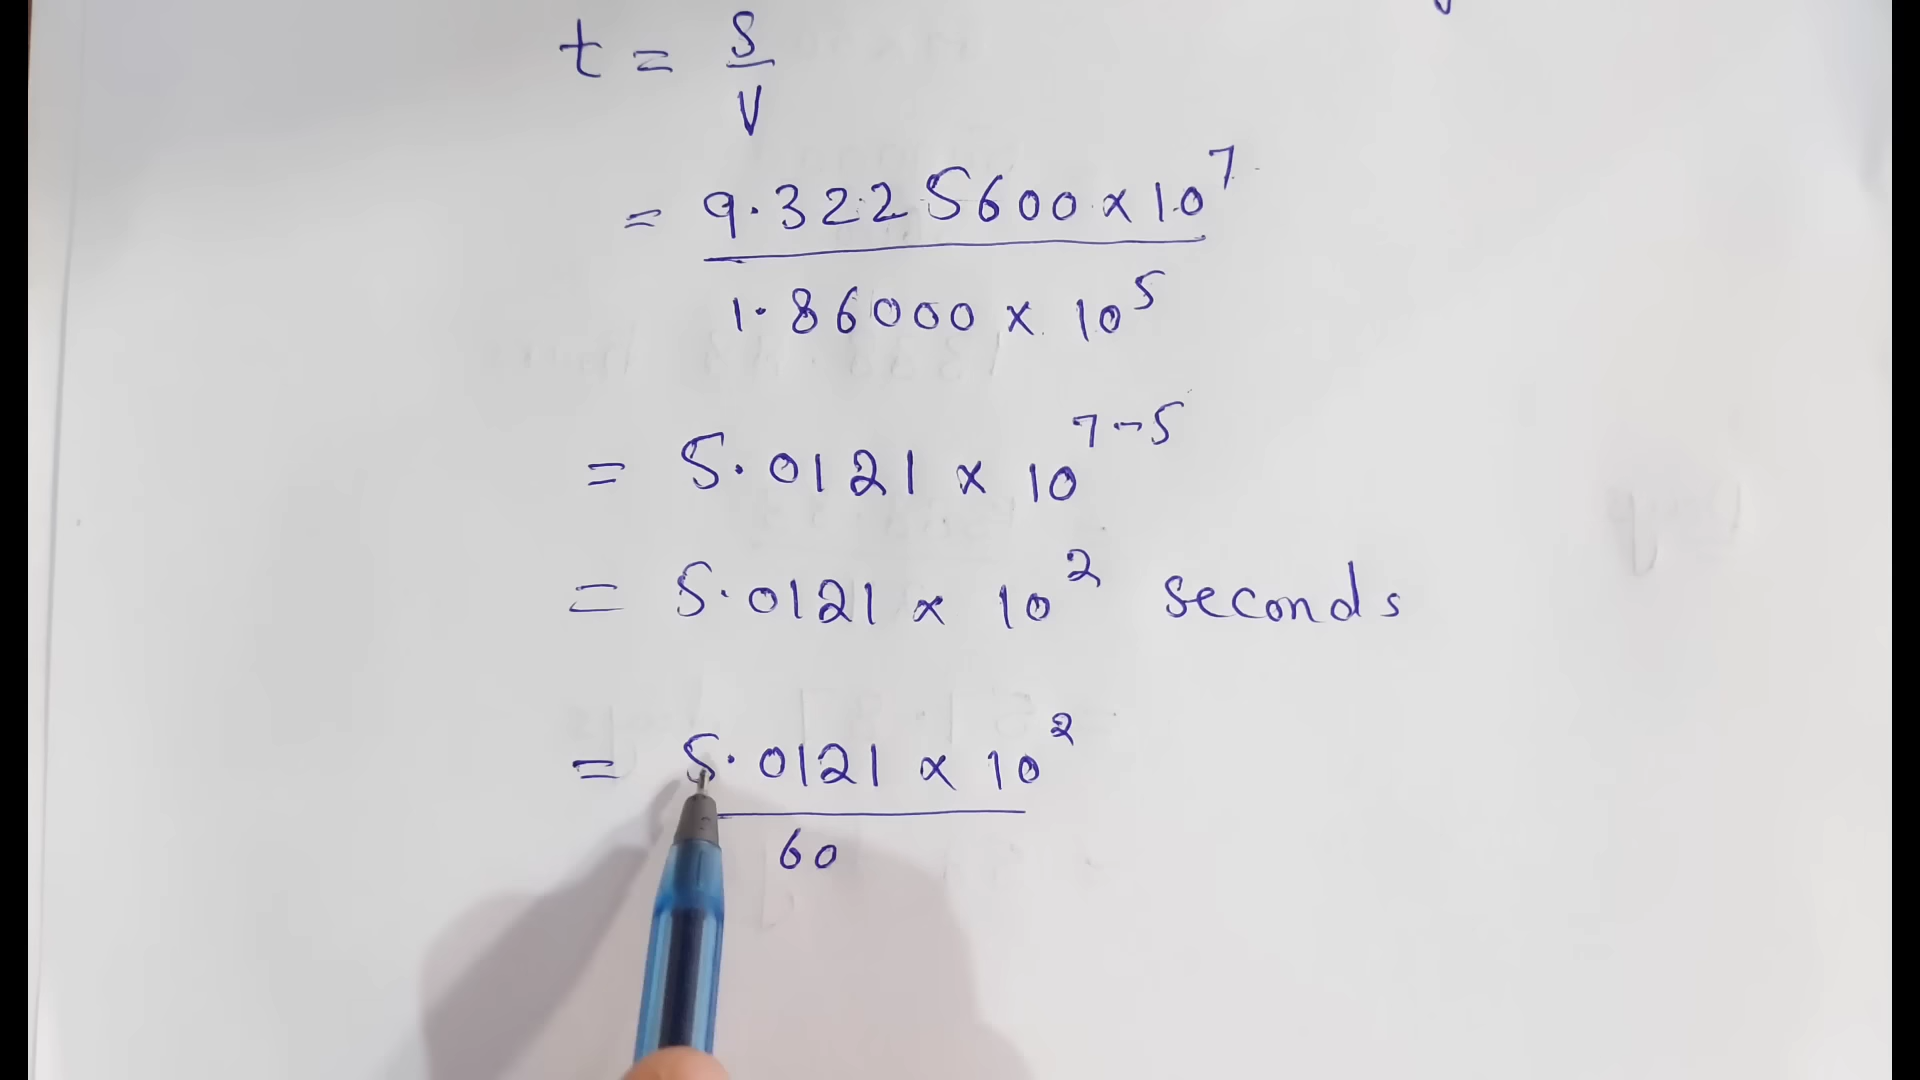 t = S
V
= 9.3225600 x 10^7
1.86000 x 10^5
= 5.0121 x 10^7-5
= 5.0121 x 10^2 seconds
= 5.0121 x 10^2
60